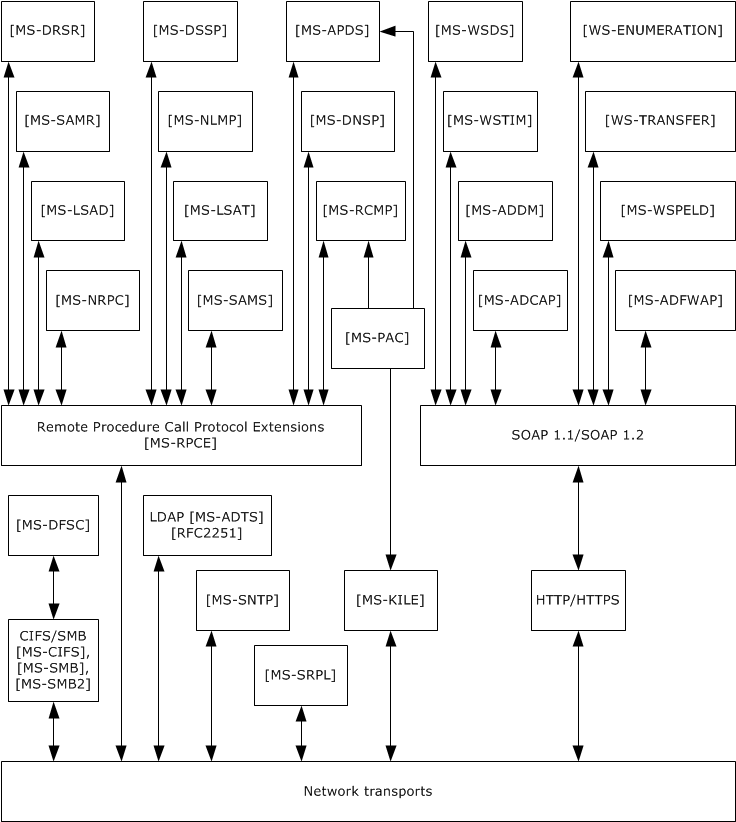 [MS-DRSR]
[MS-DSSP]
[MS-APDS]
[MS-WSDS]
[WS-ENUMERATION]
[MS-SAMR]
[MS-NLMP]
[MS-DNSP]
[MS-WSTIM]
[WS-TRANSFER]
[MS-LSAD]
[MS-LSAT]
[MS-RCMP]
[MS-ADDM]
[MS-WSPELD]
[MS-NRPC]
[MS-SAMS]
[MS-ADCAP]
[MS-ADFWAP]
[MS-PAC]
Remote Procedure Call Protocol Extensions
[MS-RPCE]
SOAP 1.1/SOAP 1.2
[MS-DFSC]
LDAP [MS-ADTS]
[RFC2251]
[MS-SNTP]
[MS-KILE]
HTTP/HTTPS
CIFS/SMB
[MS-CIFS],
[MS-SMB],
[MS-SMB2]
[MS-SRPL]
Network transports